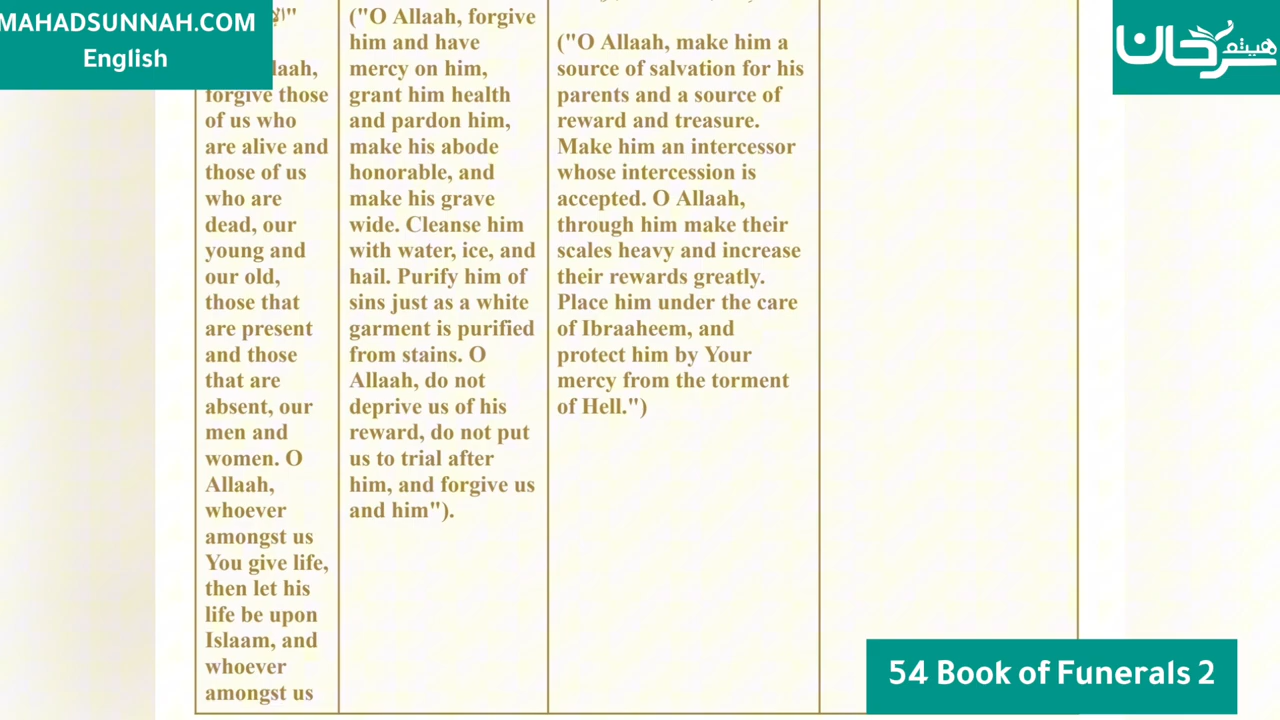 MAHADSUNNAH.COM
English
هيثم
سرحان
forgive those
of us who
are alive and
those of us
who are
dead, our
young and
our old,
those that
are present
and those
that are
absent, our
men and
women. O
Allaah,
whoever
amongst us
You give life,
then let his
life be upon
Islaam, and
whoever
amongst us
("O Allaah, forgive
him and have
mercy on him,
grant him health
and pardon him,
make his abode
honorable, and
make his grave
wide. Cleanse him
with water, ice, and
hail. Purify him of
sins just as a white
garment is purified
from stains. O
Allaah, do not
deprive us of his
reward, do not put
us to trial after
him, and forgive us
and him").
("O Allaah, make him a
source of salvation for his
parents and a source of
reward and treasure.
Make him an intercessor
whose intercession is
accepted. O Allaah,
through him make their
scales heavy and increase
their rewards greatly.
Place him under the care
of Ibraaheem, and
protect him by Your
mercy from the torment
of Hell.")
54 Book of Funerals 2